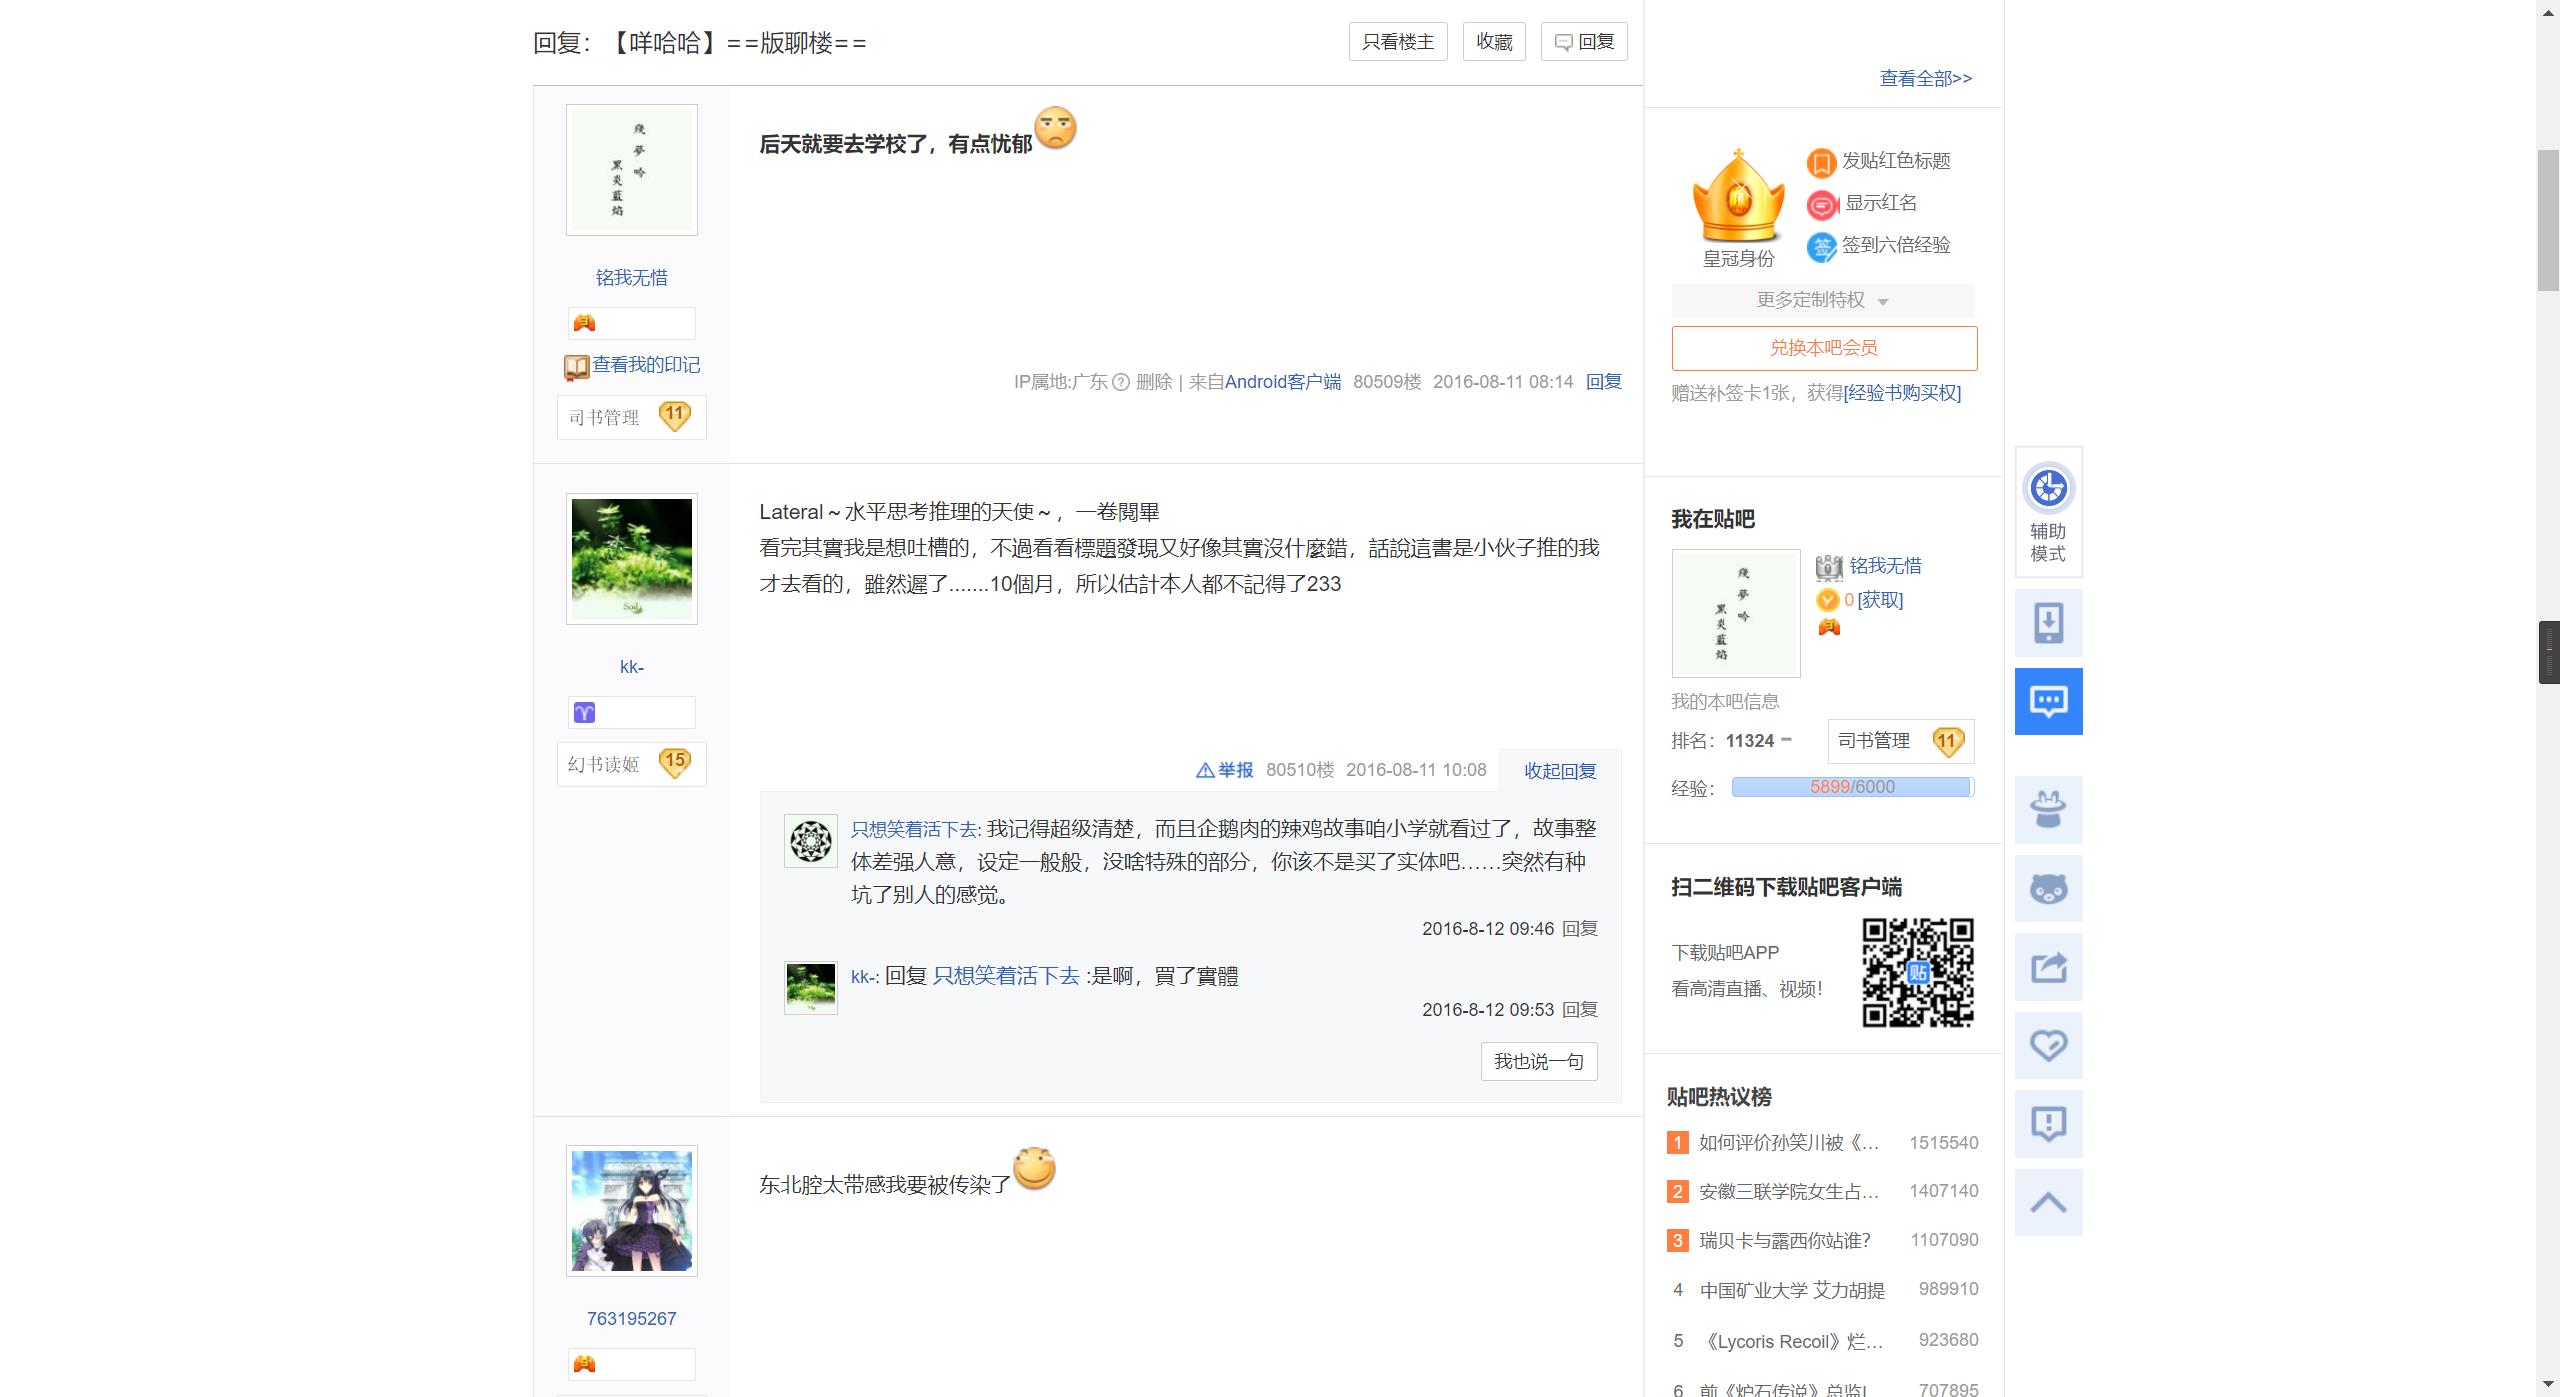 回复：【咩哈哈】==版聊楼==
只看楼主
收藏
回复
残夢吟
黑炎蓝焰
铭我无惜
3
查看我的印记
司书管理 11
后天就要去学校了，有点忧郁
IP属地:广东 ? 删除 | 来自Android客户端 80509楼 2016-08-11 08:14 回复
Soil
kk-
幻书读姬 15
Lateral～水平思考推理的天使～，一卷閱畢
看完其實我是想吐槽的，不過看看標題發現又好像其實沒什麼錯，話說這書是小伙子推的我
才去看的，雖然遲了.......10個月，所以估計本人都不記得了233
举报 80510楼 2016-08-11 10:08 收起回复
只想笑着活下去: 我记得超级清楚，而且企鹅肉的辣鸡故事咱小学就看过了，故事整
体差强人意，设定一般般，没啥特殊的部分，你该不是买了实体吧……突然有种
坑了别人的感觉。
2016-8-12 09:46 回复
kk-: 回复 只想笑着活下去 :是啊，買了實體
2016-8-12 09:53 回复
我也说一句
763195267
东北腔太带感我要被传染了
查看全部>>
皇冠身份
发贴红色标题
显示红名
签 签到六倍经验
更多定制特权
兑换本吧会员
赠送补签卡1张，获得[经验书购买权]
我在贴吧
铭我无惜
0 [获取]
我的本吧信息
排名：11324
司书管理 11
经验：5899/6000
扫二维码下载贴吧客户端
下载贴吧APP
看高清直播、视频！
贴
贴吧热议榜
1 如何评价孙笑川被《… 1515540
2 安徽三联学院女生占… 1407140
3 瑞贝卡与露西你站谁？ 1107090
4 中国矿业大学 艾力胡提 989910
5 《Lycoris Recoil》烂… 923680
6 前《炉石传说》总监I 707895
辅助
模式